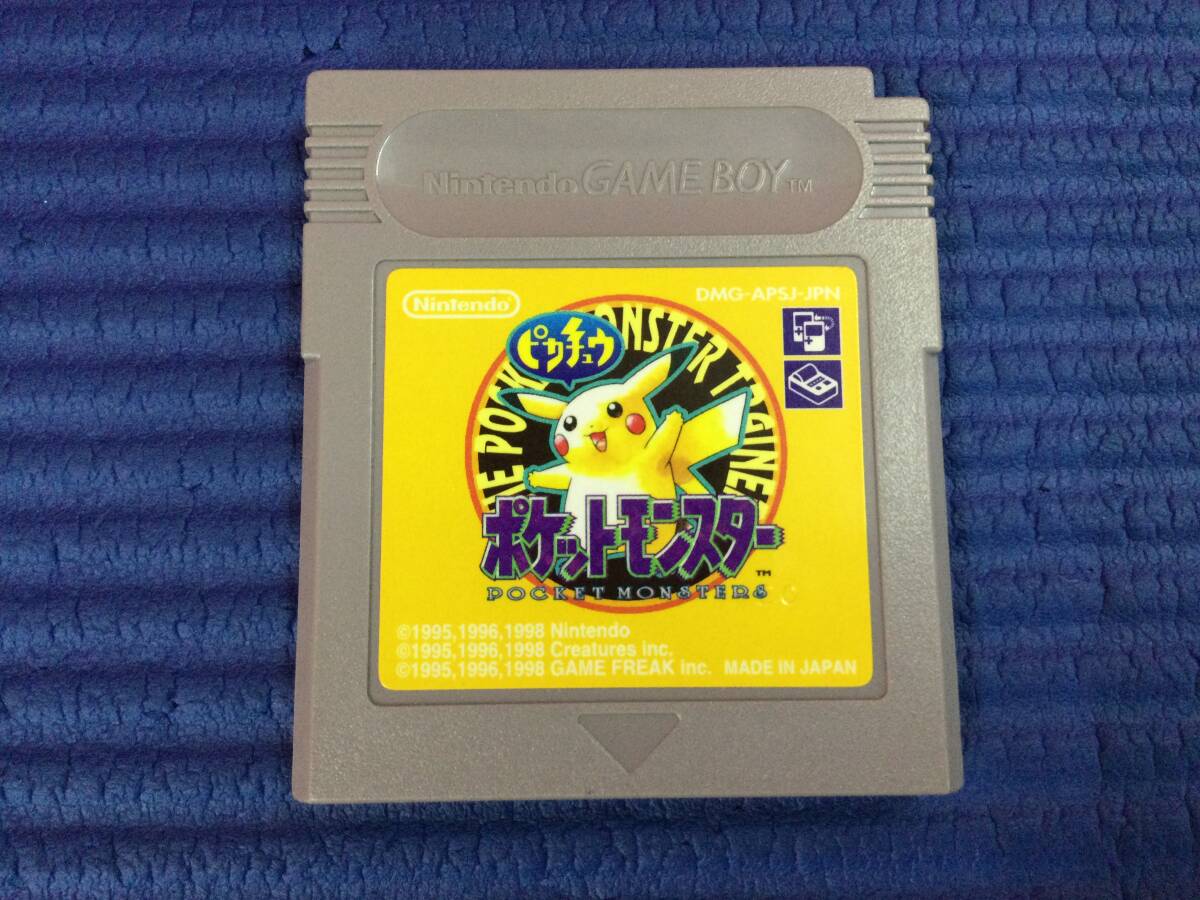 Nintendo GAME BOY TM
Nintendo
DMG-APSJ-JPN
ピカチュウ
MONSTER
ポケットモンスター
TM
POCKET MONSTERS
©1995,1996,1998 Nintendo
©1995,1996,1998 Creatures inc.
©1995,1996,1998 GAME FREAK inc. MADE IN JAPAN